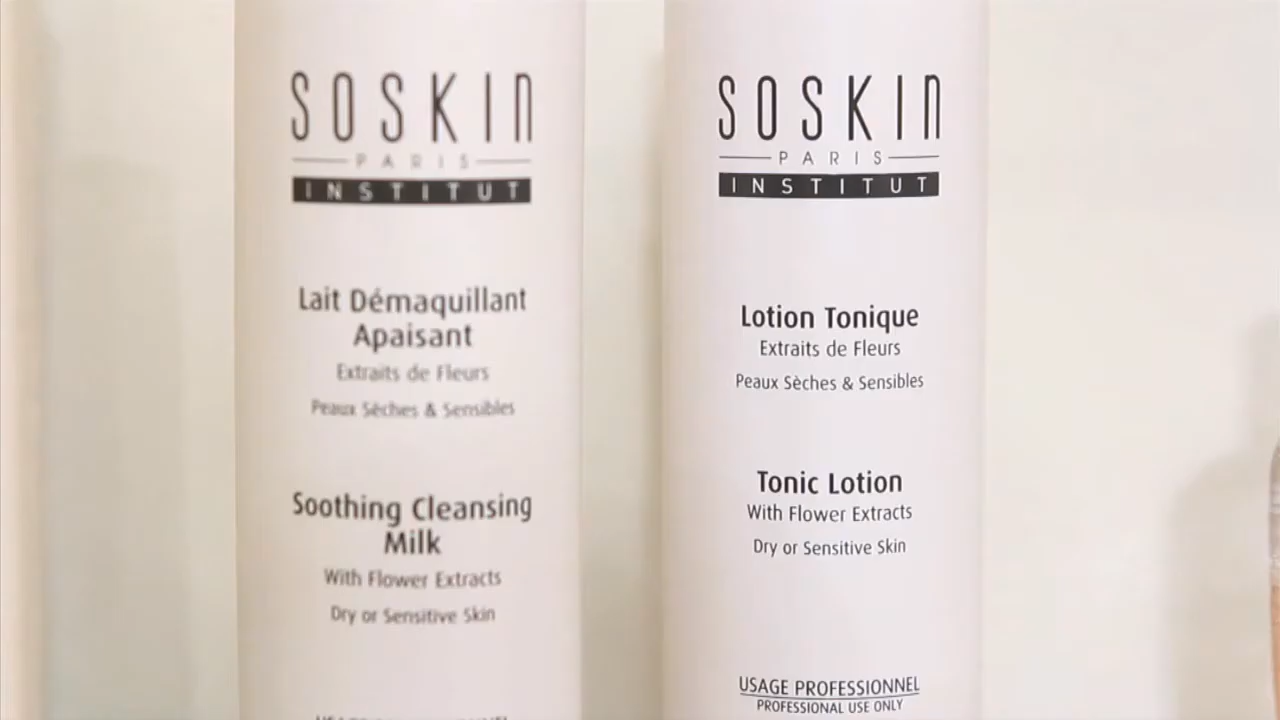 SOSKIN
PARIS
INSTITUT
Lait Démaquillant
Apaisant
Extraits de Fleurs
Peaux Sèches & Sensibles
Soothing Cleansing
Milk
With Flower Extracts
Dry or Sensitive Skin
SOSKIN
PARIS
INSTITUT
Lotion Tonique
Extraits de Fleurs
Peaux Sèches & Sensibles
Tonic Lotion
With Flower Extracts
Dry or Sensitive Skin
USAGE PROFESSIONNEL
PROFESSIONAL USE ONLY